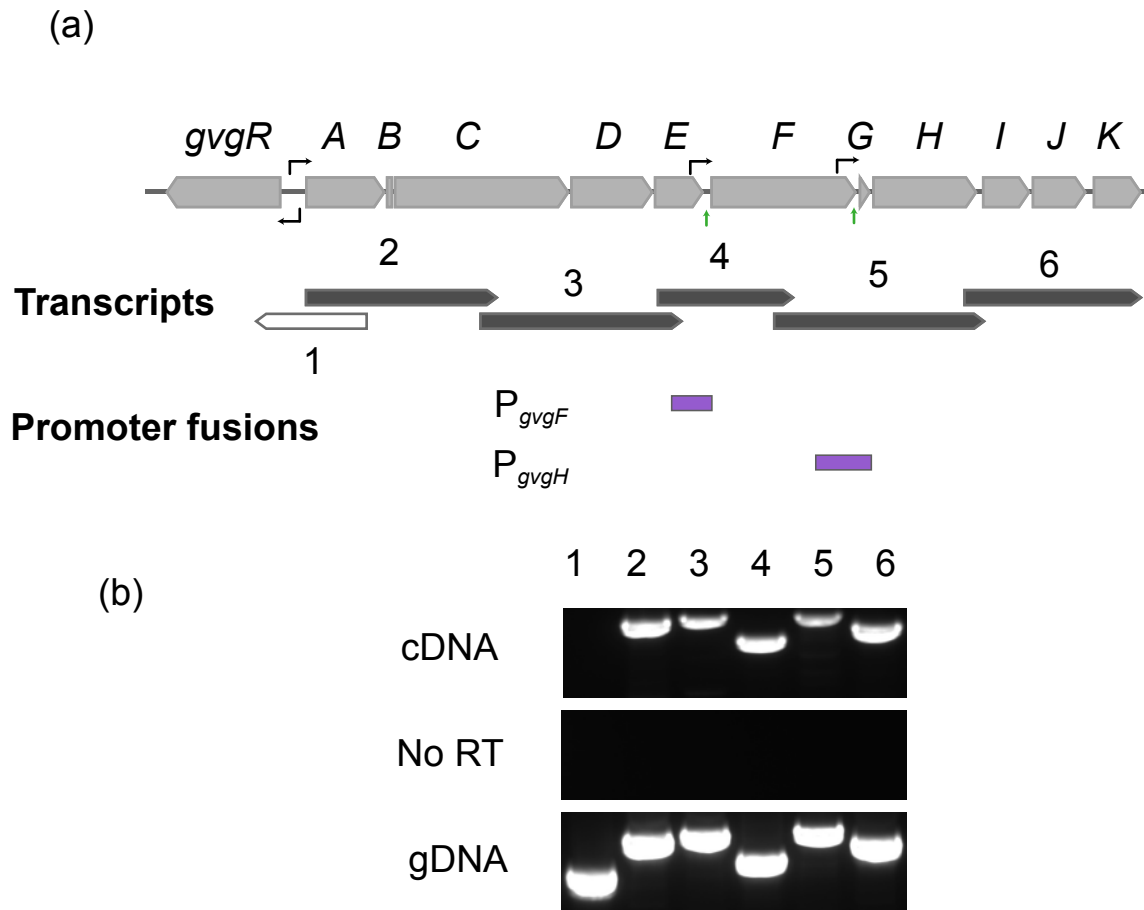 (a)
gvgR A B C D E F G H I J K
2 4 6
Transcripts 3 5
1
PgvgF
Promoter fusions
PgvgH
1 2 3 4 5 6
(b)
cDNA
No RT
gDNA